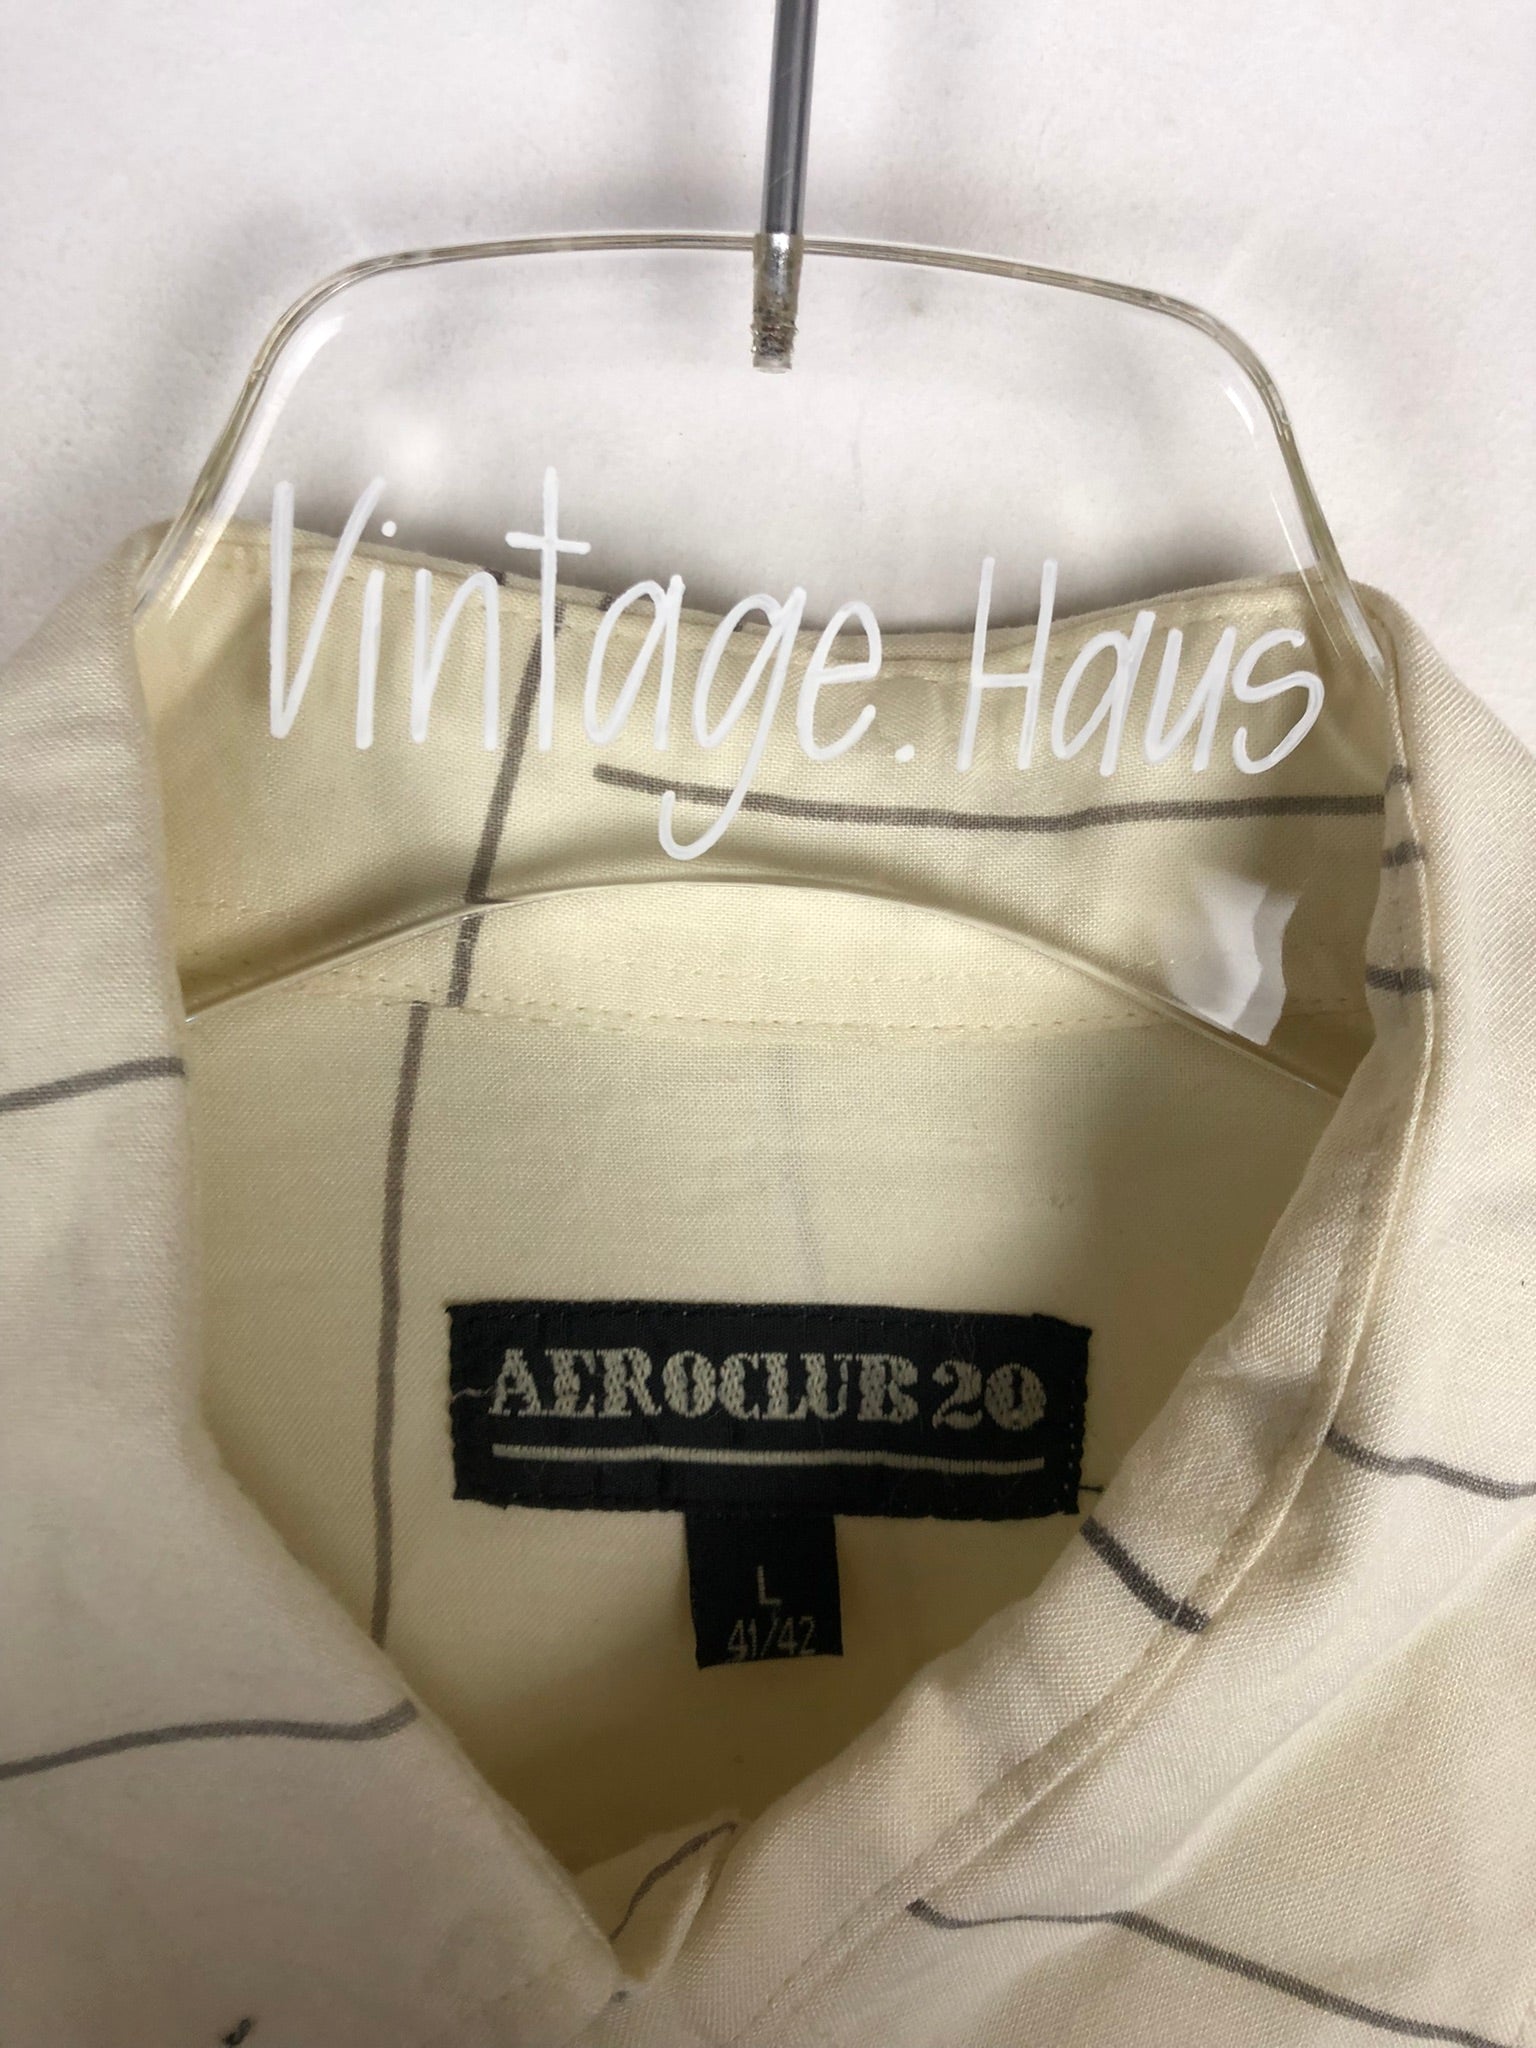 Vintage.Haus
AEROCLUB 20
L
41/42